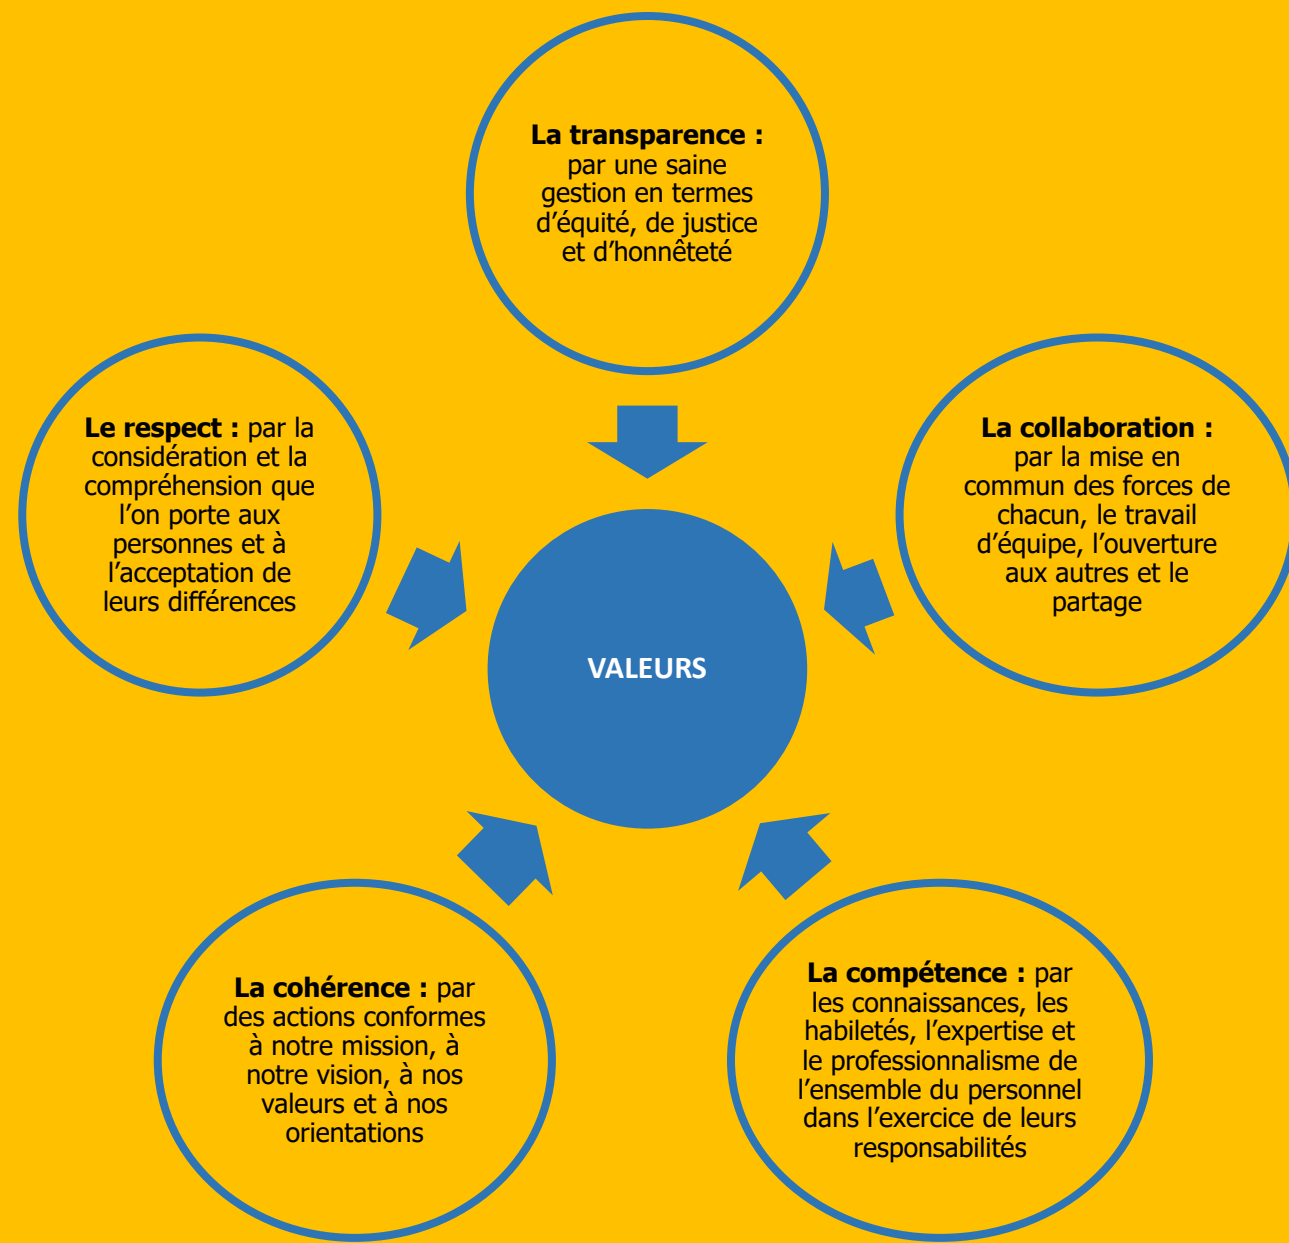 La transparence :
par une saine
gestion en termes
d’équité, de justice
et d’honnêteté
Le respect : par la
considération et la
compréhension que
l’on porte aux
personnes et à
l’acceptation de
leurs différences
La collaboration :
par la mise en
commun des forces de
chacun, le travail
d’équipe, l’ouverture
aux autres et le
partage
VALEURS
La cohérence : par
des actions conformes
à notre mission, à
notre vision, à nos
valeurs et à nos
orientations
La compétence : par
les connaissances, les
habiletés, l’expertise et
le professionnalisme de
l’ensemble du personnel
dans l’exercice de leurs
responsabilités